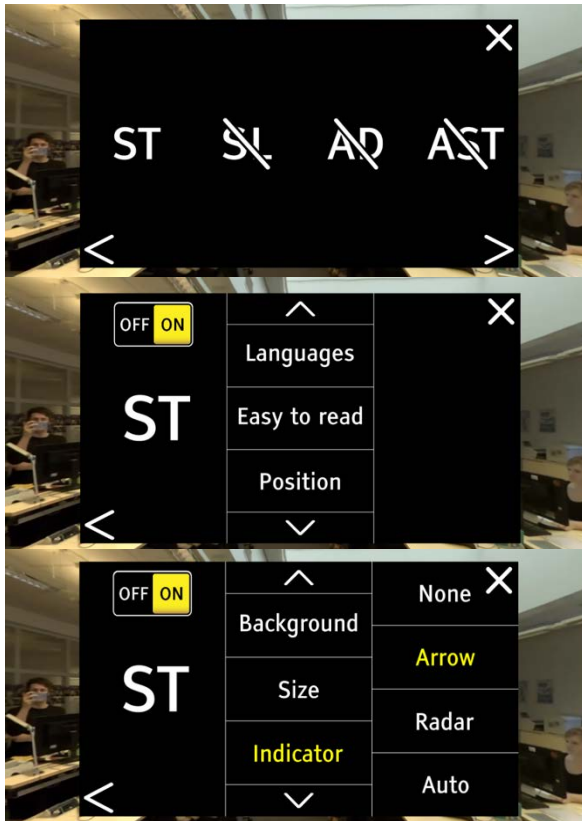 ST SL AD AST
OFF ON
ST
Languages
Easy to read
Position
OFF ON
ST
Background
Size
Indicator
None
Arrow
Radar
Auto